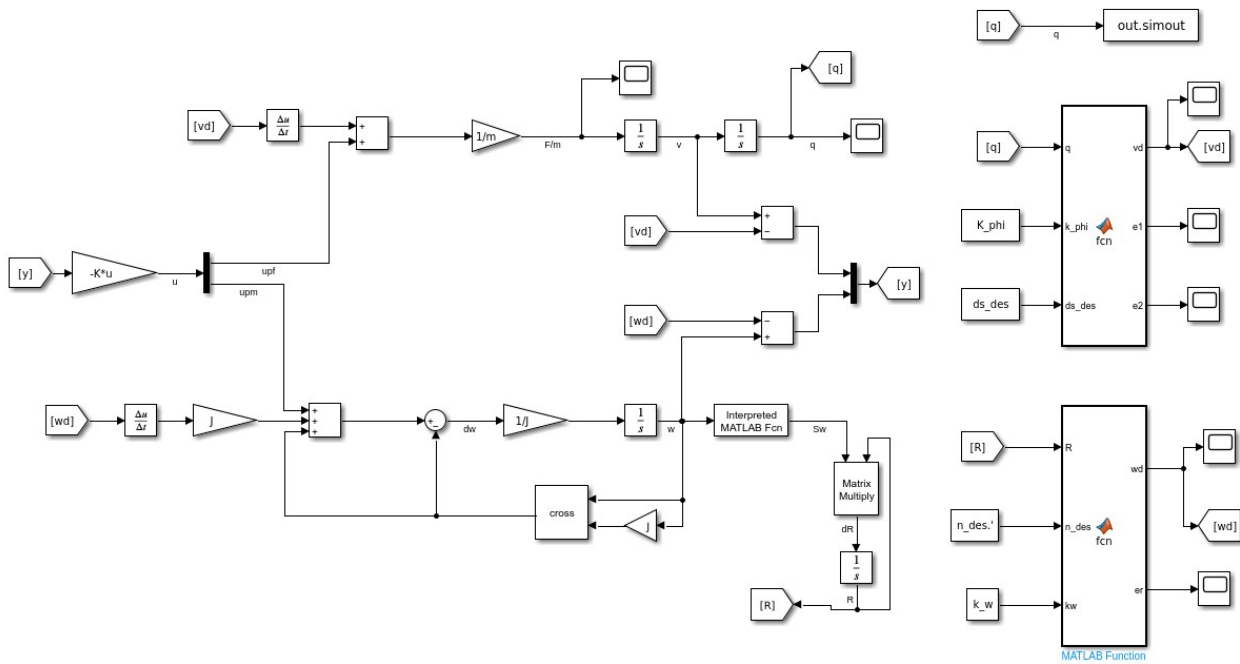 [q]
q
out.simout
[q]
[vd]
Δu
Δt
+
+
1/m
F/m
1
s
v
1
s
q
[vd]
[q]
q
vd
[vd]
+
−
K_phi
k_phi
fcn
e1
[y]
-K*u
u
upf
upm
[y]
ds_des
ds_des
e2
[wd]
−
+
[wd]
Δu
Δt
J
+
+
+
+
−
dw
1/J
1
s
w
Interpreted
MATLAB Fcn
Sw
[R]
R
wd
Matrix
Multiply
cross
J
dR
n_des.'
n_des
fcn
[wd]
1
s
R
[R]
k_w
kw
er
MATLAB Function